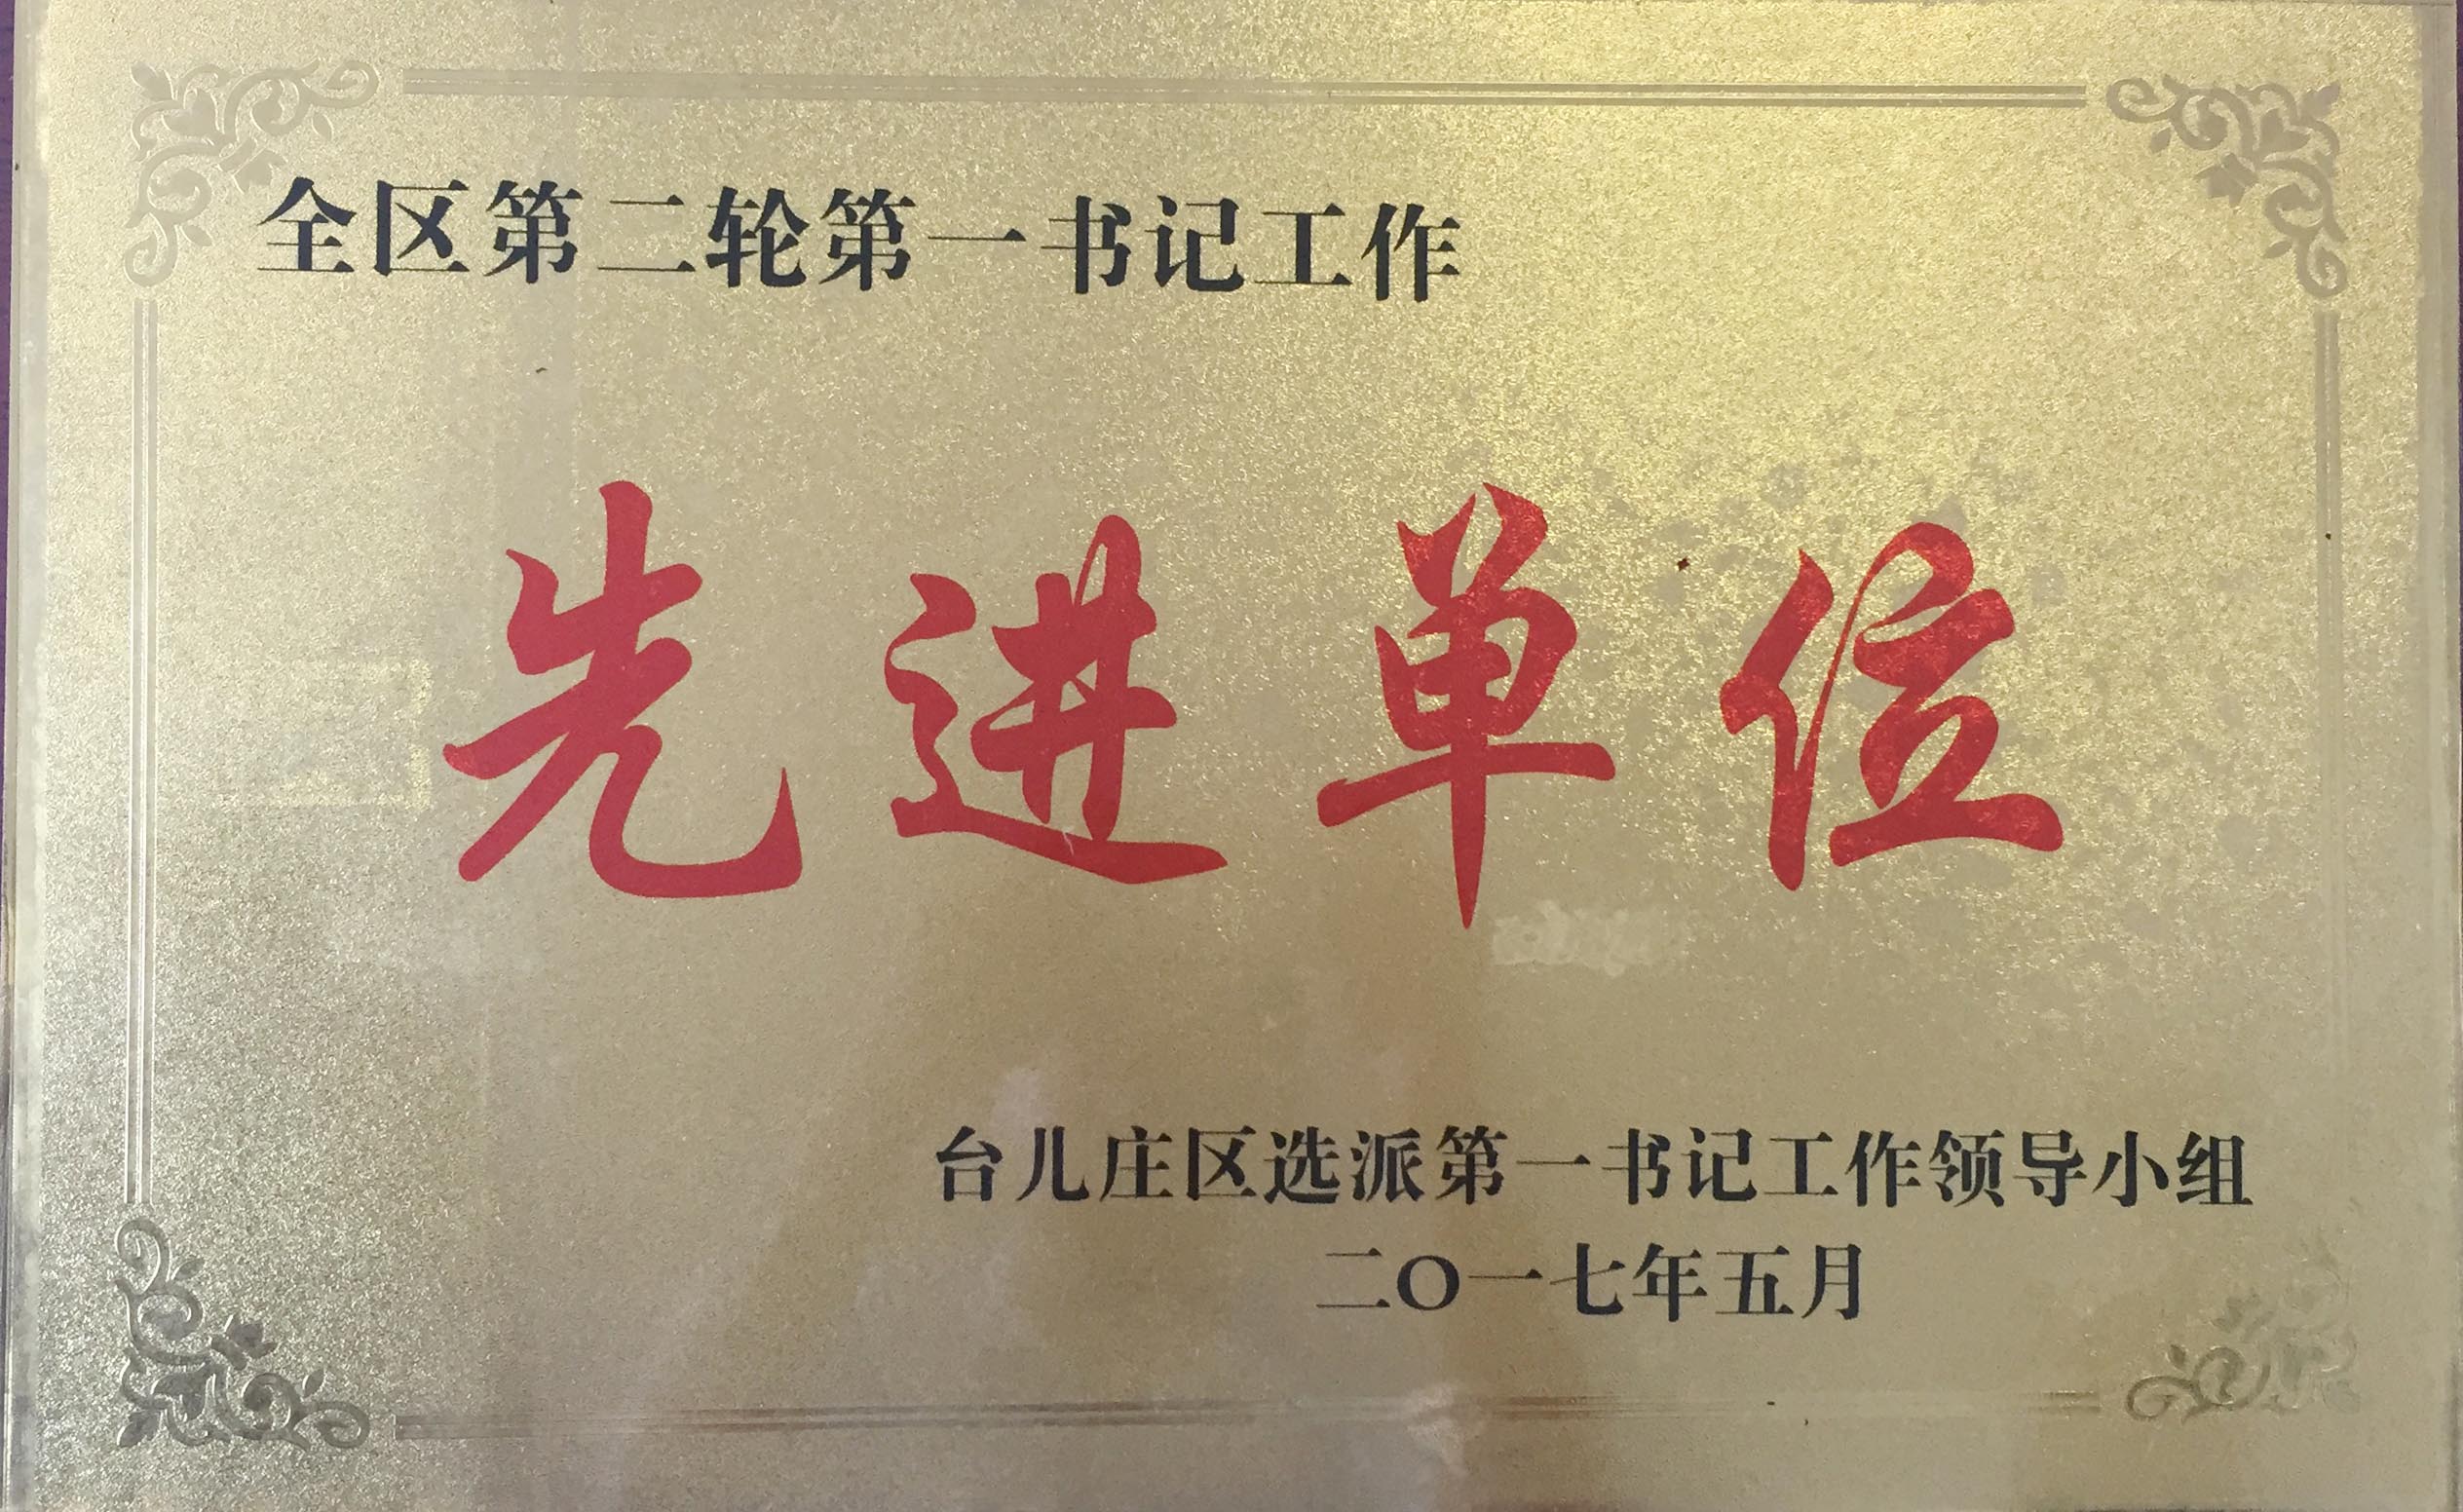 全区第二轮第一书记工作
先进单位
台儿庄区选派第一书记工作领导小组
二〇一七年五月